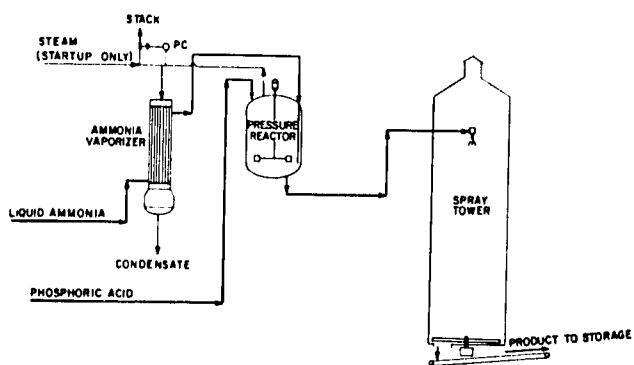 STACK
STEAM
(STARTUP ONLY)
PC
AMMONIA
VAPORIZER
PRESSURE
REACTOR
SPRAY
TOWER
LIQUID AMMONIA
CONDENSATE
PHOSPHORIC ACID
PRODUCT TO STORAGE